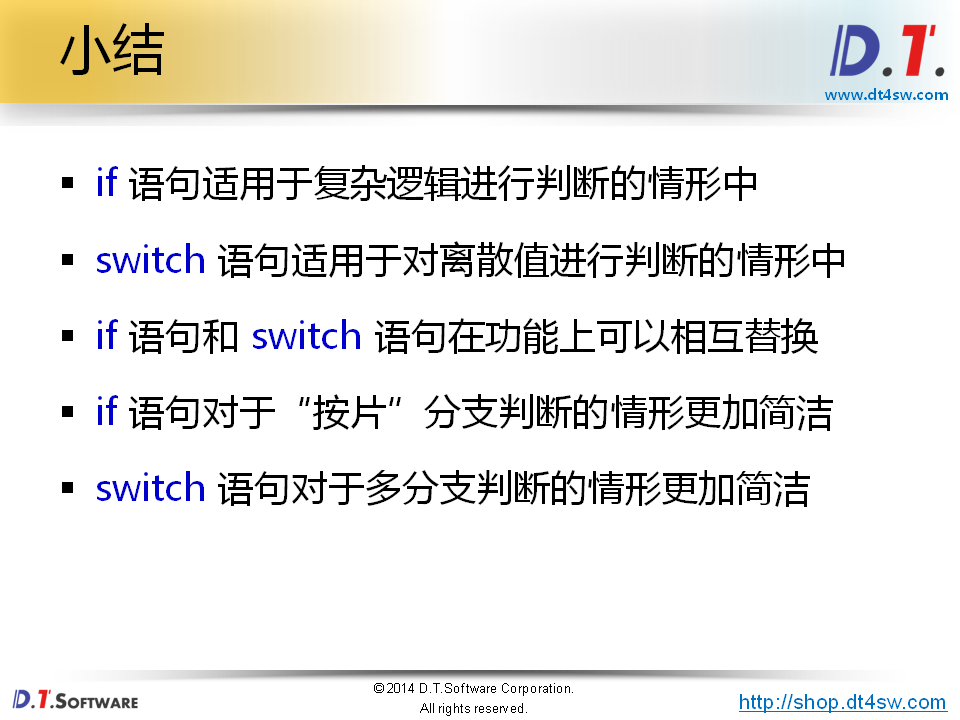 小结
D.T.
www.dt4sw.com
▪ if 语句适用于复杂逻辑进行判断的情形中
▪ switch 语句适用于对离散值进行判断的情形中
▪ if 语句和 switch 语句在功能上可以相互替换
▪ if 语句对于“按片”分支判断的情形更加简洁
▪ switch 语句对于多分支判断的情形更加简洁
D.T.SOFTWARE
©2014 D.T.Software Corporation.
All rights reserved.
http://shop.dt4sw.com